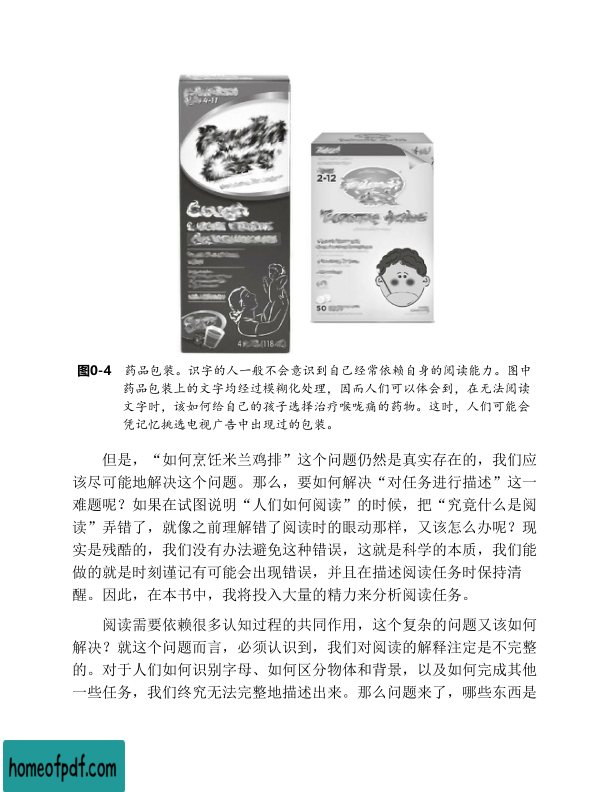 4-11
Cough
4 (118
2-12
50
图0-4 药品包装。识字的人一般不会意识到自己经常依赖自身的阅读能力。图中
药品包装上的文字均经过模糊化处理，因而人们可以体会到，在无法阅读
文字时，该如何给自己的孩子选择治疗喉咙痛的药物。这时，人们可能会
凭记忆挑选电视广告中出现过的包装。
但是，“如何烹饪米兰鸡排”这个问题仍然是真实存在的，我们应
该尽可能地解决这个问题。那么，要如何解决“对任务进行描述”这一
难题呢？如果在试图说明“人们如何阅读”的时候，把“究竟什么是阅
读”弄错了，就像之前理解错了阅读时的眼动那样，又该怎么办呢？现
实是残酷的，我们没有办法避免这种错误，这就是科学的本质，我们能
做的就是时刻谨记有可能会出现错误，并且在描述阅读任务时保持清
醒。因此，在本书中，我将投入大量的精力来分析阅读任务。
阅读需要依赖很多认知过程的共同作用，这个复杂的问题又该如何
解决？就这个问题而言，必须认识到，我们对阅读的解释注定是不完整
的。对于人们如何识别字母、如何区分物体和背景，以及如何完成其他
一些任务，我们终究无法完整地描述出来。那么问题来了，哪些东西是
homeofpdf.com